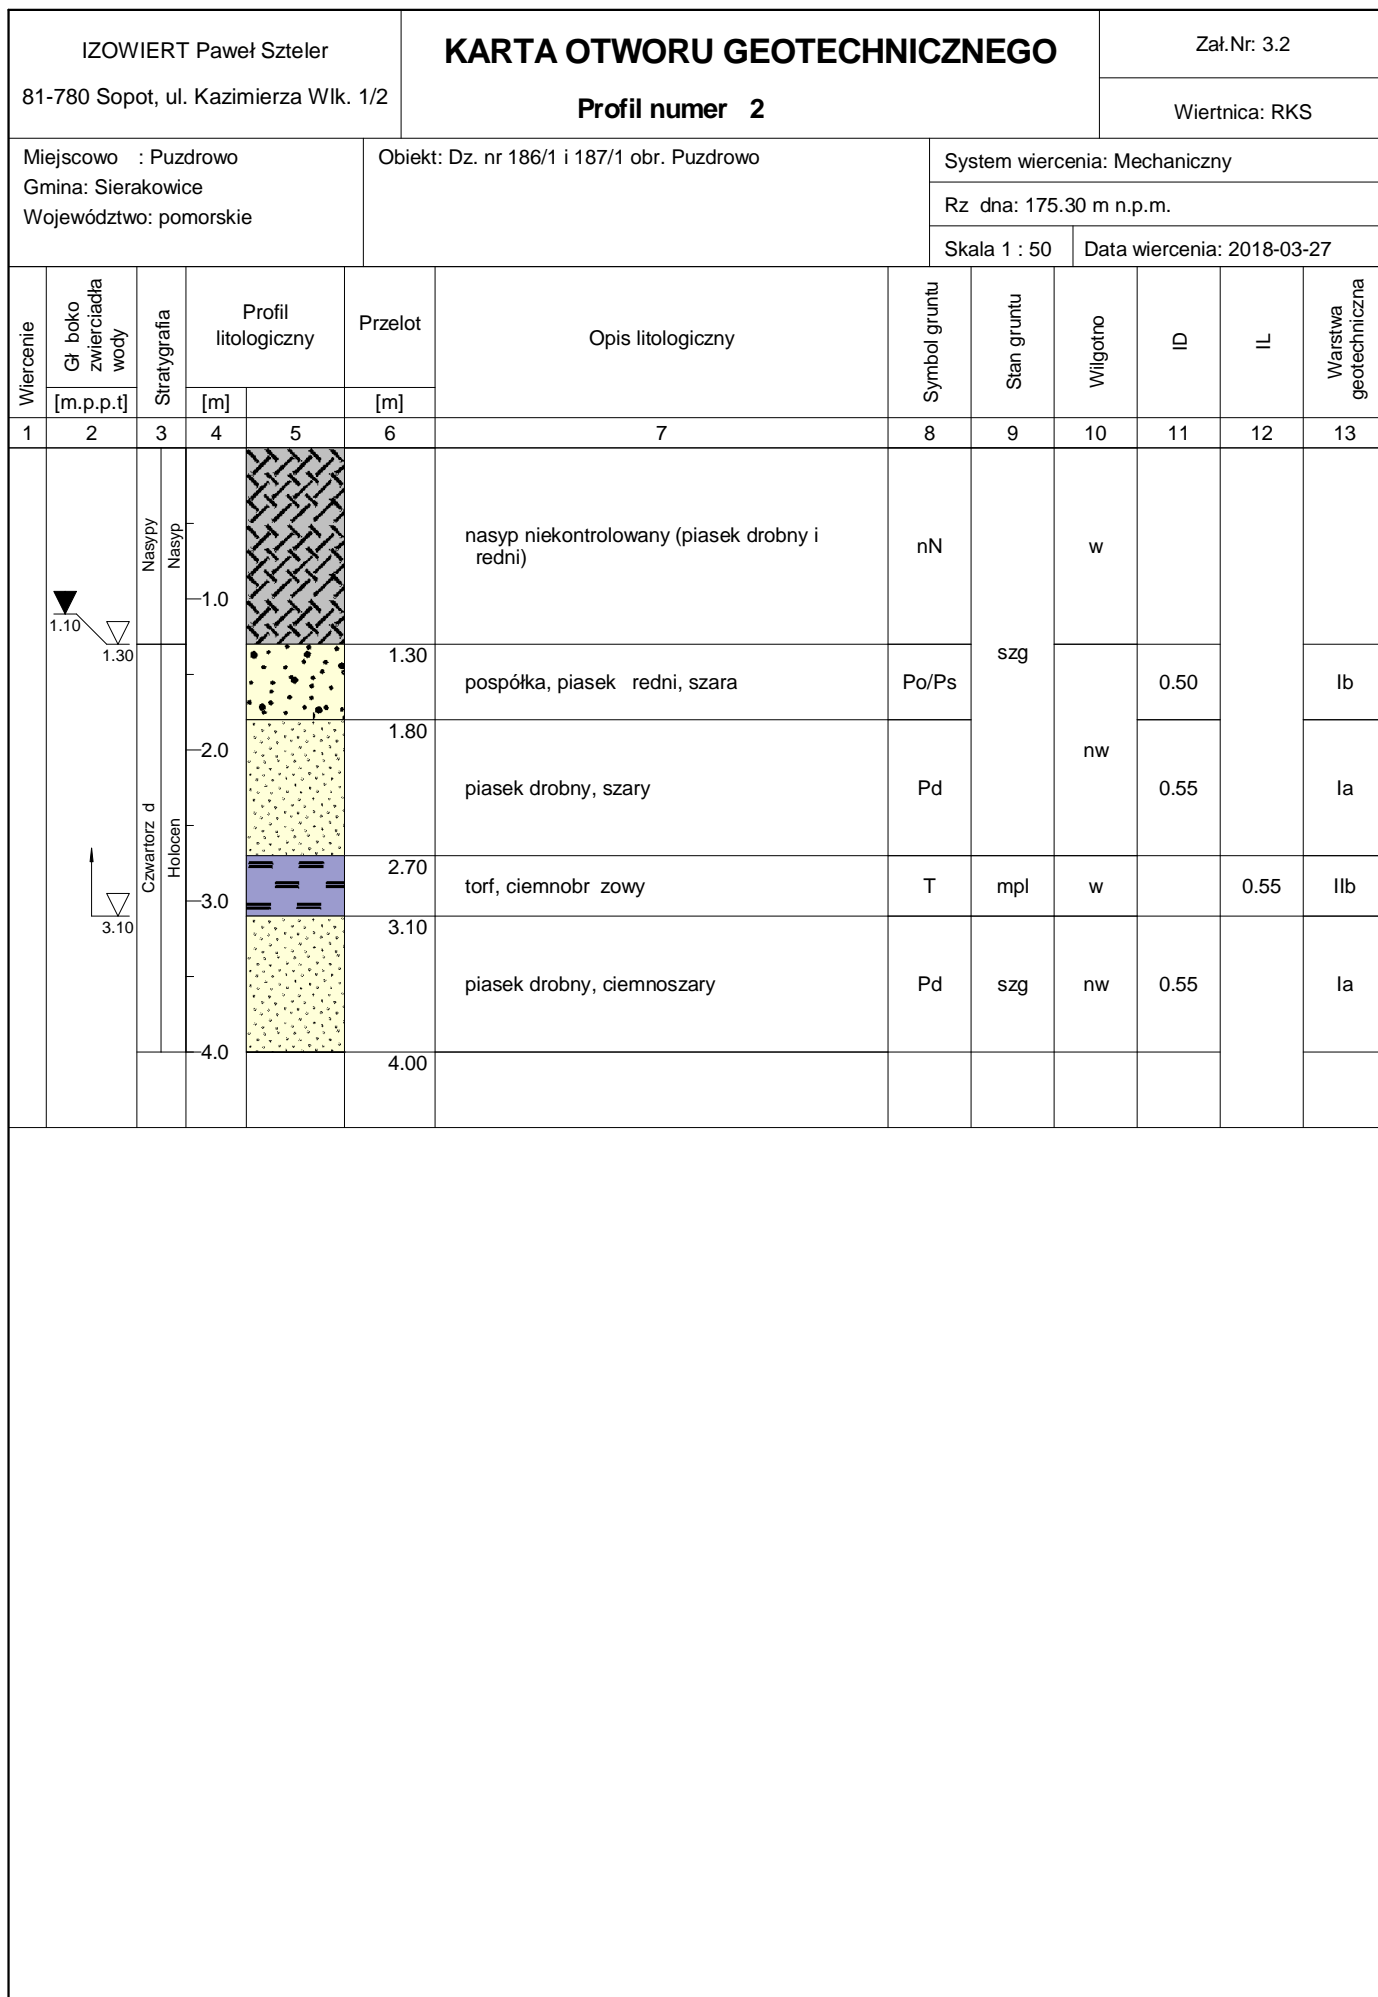 IZOWIERT Paweł Szteler
81-780 Sopot, ul. Kazimierza Wlk. 1/2
KARTA OTWORU GEOTECHNICZNEGO
Profil numer 2
Zał.Nr: 3.2
Wiertnica: RKS
Miejscowo : Puzdrowo
Gmina: Sierakowice
Województwo: pomorskie
Obiekt: Dz. nr 186/1 i 187/1 obr. Puzdrowo
System wiercenia: Mechaniczny
Rz dna: 175.30 m n.p.m.
Skala 1 : 50
Data wiercenia: 2018-03-27
Wiercenie
Gł boko
zwierciadła
wody
[m.p.p.t]
Stratygrafia
Profil
litologiczny
[m]
Przelot
[m]
Opis litologiczny
Symbol gruntu
Stan gruntu
Wilgotno
ID
IL
Warstwa
geotechniczna
1 2 3 4 5 6 7 8 9 10 11 12 13
Nasypy
Nasyp
nasyp niekontrolowany (piasek drobny i
redni)
nN
w
1.0
1.10
1.30
1.30
szg
pospółka, piasek redni, szara
Po/Ps
0.50
Ib
1.80
2.0
nw
piasek drobny, szary
Pd
0.55
Ia
Czwartorz d
Holocen
2.70
torf, ciemnobr zowy
T
mpl
w
0.55
IIb
3.0
3.10
3.10
piasek drobny, ciemnoszary
Pd
szg
nw
0.55
Ia
4.0
4.00